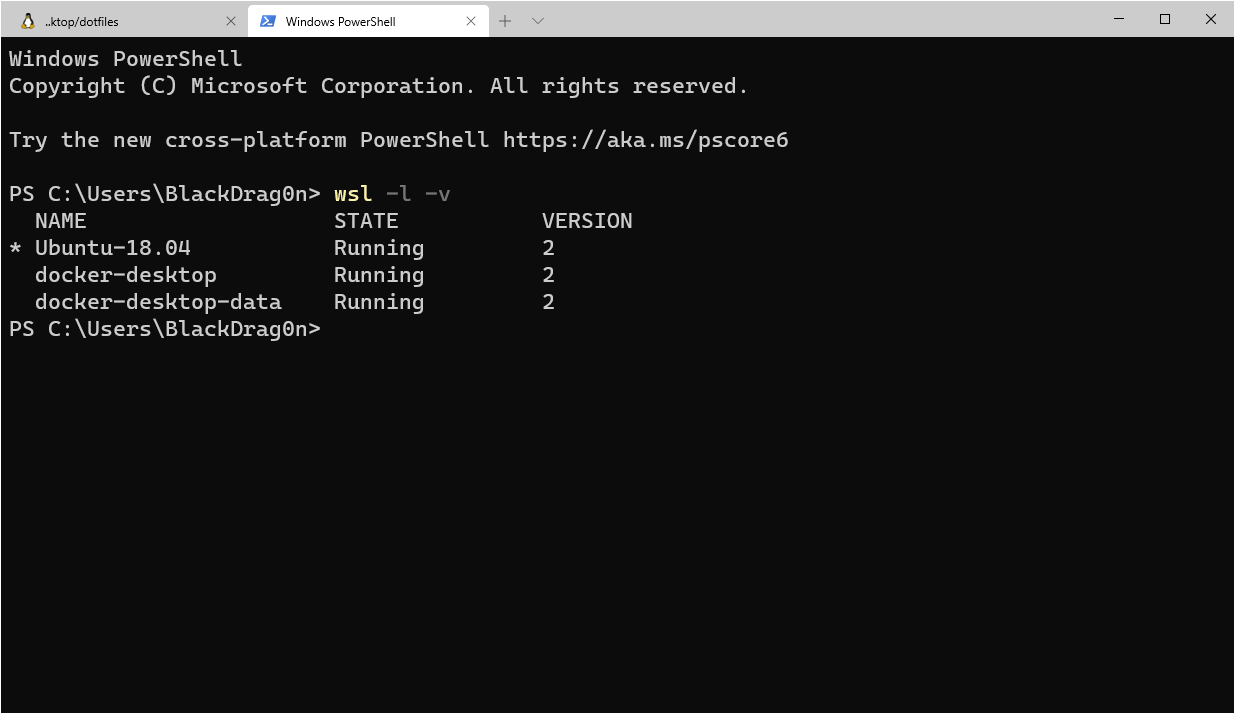 ..ktop/dotfiles Windows PowerShell
Windows PowerShell
Copyright (C) Microsoft Corporation. All rights reserved.
Try the new cross-platform PowerShell https://aka.ms/pscore6
PS C:\Users\BlackDrag0n> wsl -l -v
  NAME                   STATE           VERSION
* Ubuntu-18.04           Running         2
  docker-desktop         Running         2
  docker-desktop-data    Running         2
PS C:\Users\BlackDrag0n>